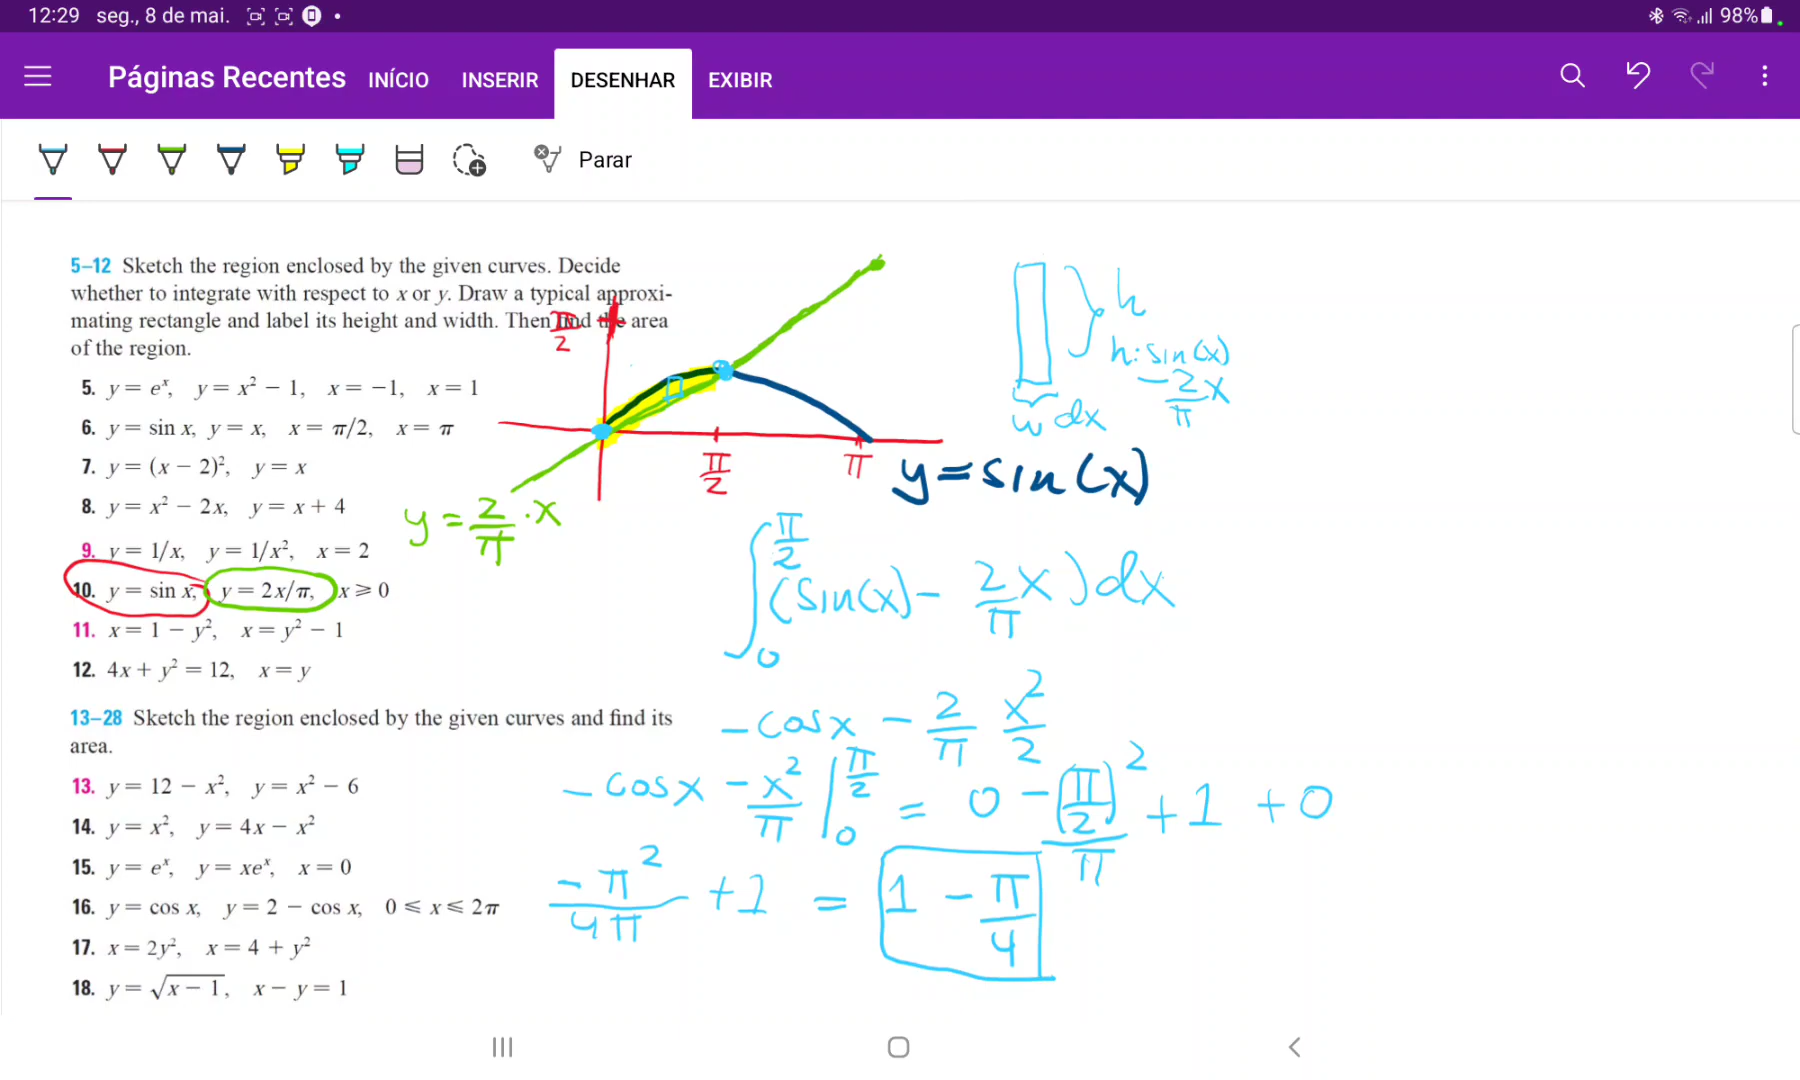 12:29 seg., 8 de mai. 98%
Páginas Recentes INÍCIO INSERIR DESENHAR EXIBIR
Parar
5–12 Sketch the region enclosed by the given curves. Decide
whether to integrate with respect to x or y. Draw a typical approxi-
mating rectangle and label its height and width. Then find the area
of the region.
5. y = eˣ, y = x² − 1, x = −1, x = 1
6. y = sin x, y = x, x = π/2, x = π
7. y = (x − 2)², y = x
8. y = x² − 2x, y = x + 4
9. y = 1/x, y = 1/x², x = 2
10. y = sin x, y = 2x/π, x ⩾ 0
11. x = 1 − y², x = y² − 1
12. 4x + y² = 12, x = y
13–28 Sketch the region enclosed by the given curves and find its
area.
13. y = 12 − x², y = x² − 6
14. y = x², y = 4x − x²
15. y = eˣ, y = xeˣ, x = 0
16. y = cos x, y = 2 − cos x, 0 ⩽ x ⩽ 2π
17. x = 2y², x = 4 + y²
18. y = √(x − 1), x − y = 1
π/2
π/2
π
y = 2/π · x
y = sin(x)
h
h: sin(x)
− 2/π x
w dx
∫₀^(π/2) (sin(x) − 2/π x) dx
− cos x − 2/π x²/2
− cos x − x²/π |₀^(π/2) = 0 − (π/2)²/π + 1 + 0
−π²/4π + 1 = 1 − π/4